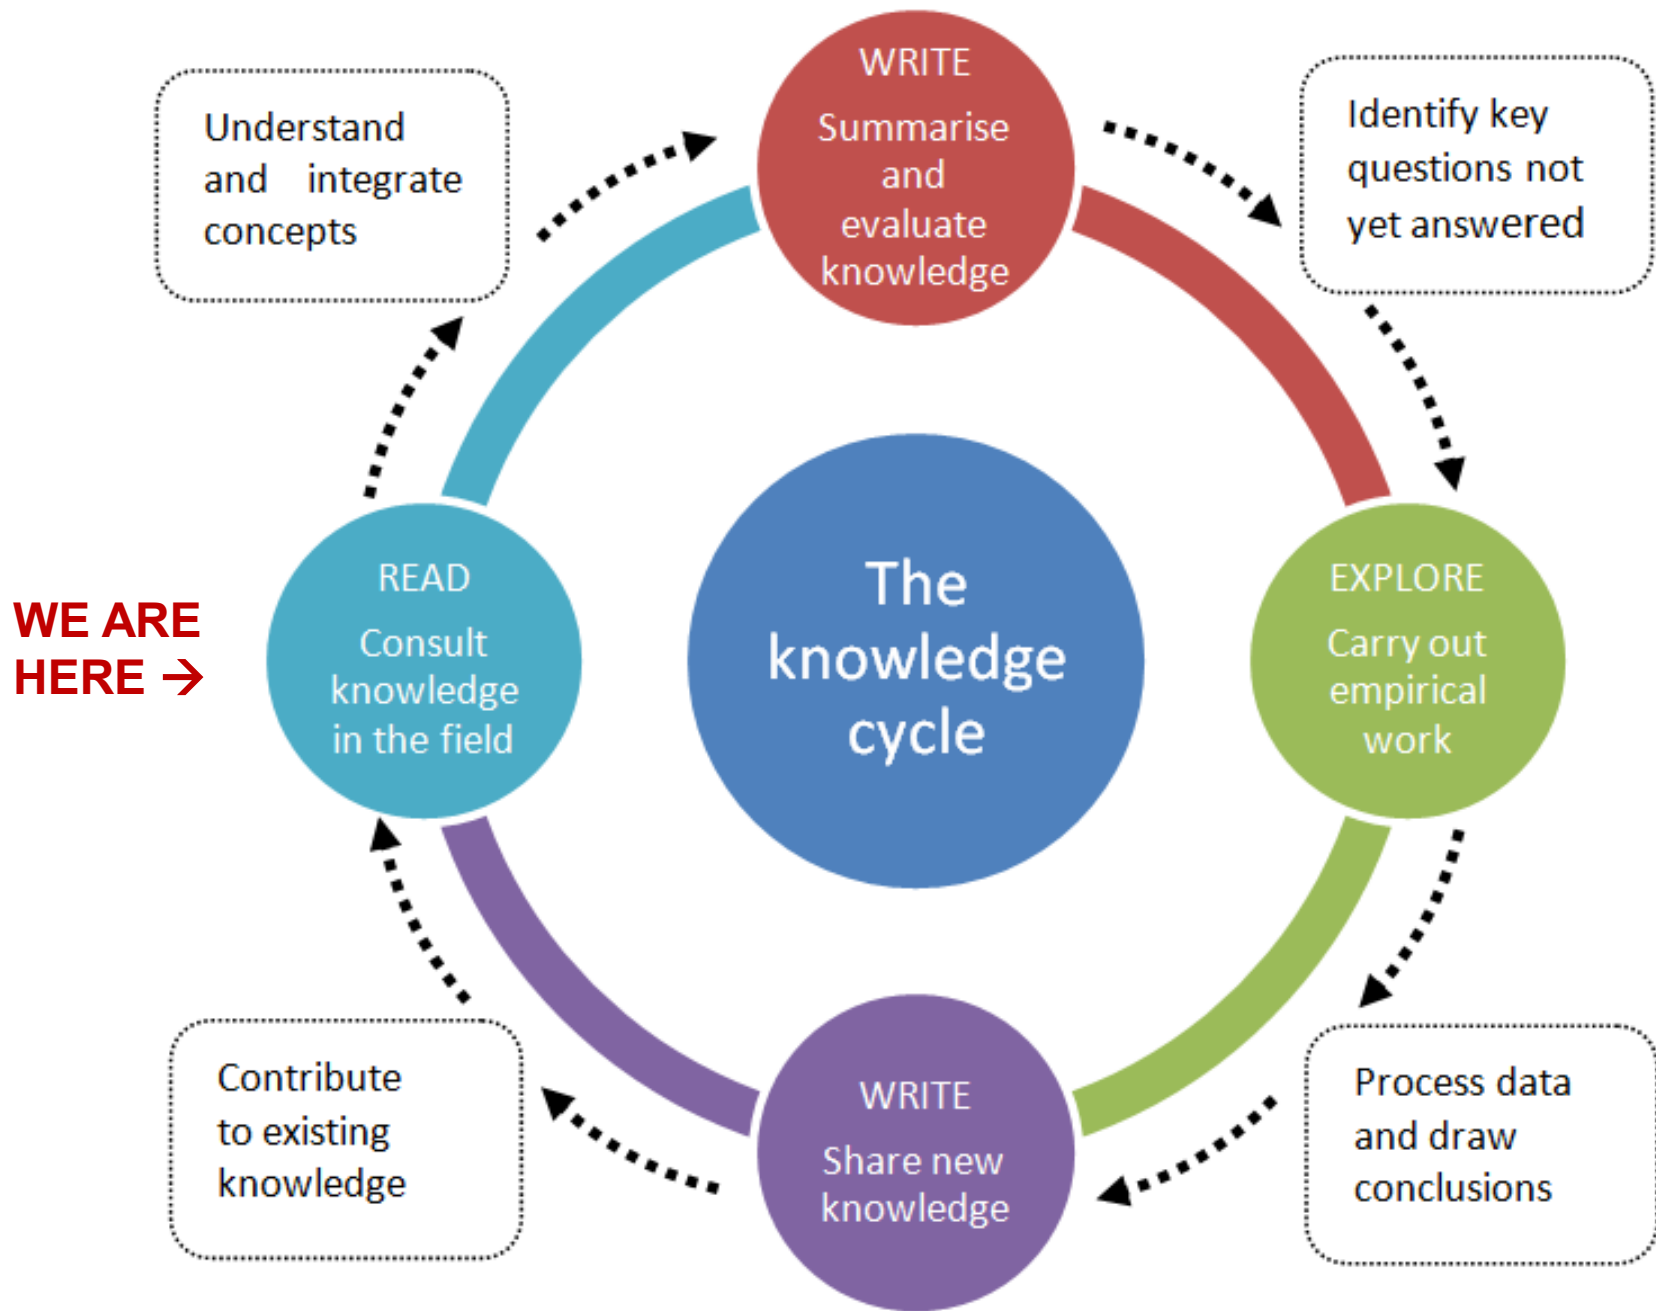 WRITE
Summarise
and
evaluate
knowledge
Identify key
questions not
yet answered
EXPLORE
Carry out
empirical
work
Process data
and draw
conclusions
WRITE
Share new
knowledge
Contribute
to existing
knowledge
WE ARE
HERE →
READ
Consult
knowledge
in the field
Understand
and integrate
concepts
The
knowledge
cycle